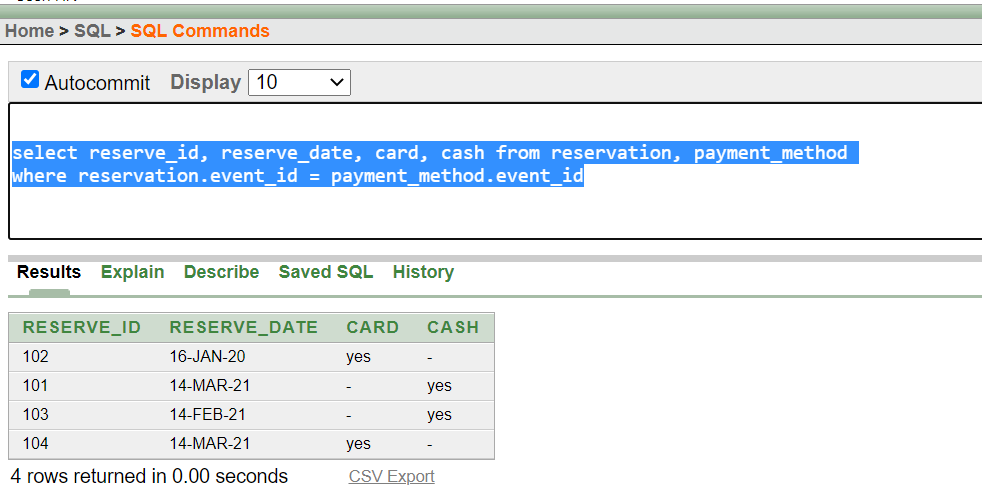 Home > SQL > SQL Commands
Autocommit Display 10
select reserve_id, reserve_date, card, cash from reservation, payment_method
where reservation.event_id = payment_method.event_id
Results Explain Describe Saved SQL History
RESERVE_ID RESERVE_DATE CARD CASH
102 16-JAN-20 yes -
101 14-MAR-21 - yes
103 14-FEB-21 - yes
104 14-MAR-21 yes -
4 rows returned in 0.00 seconds CSV Export